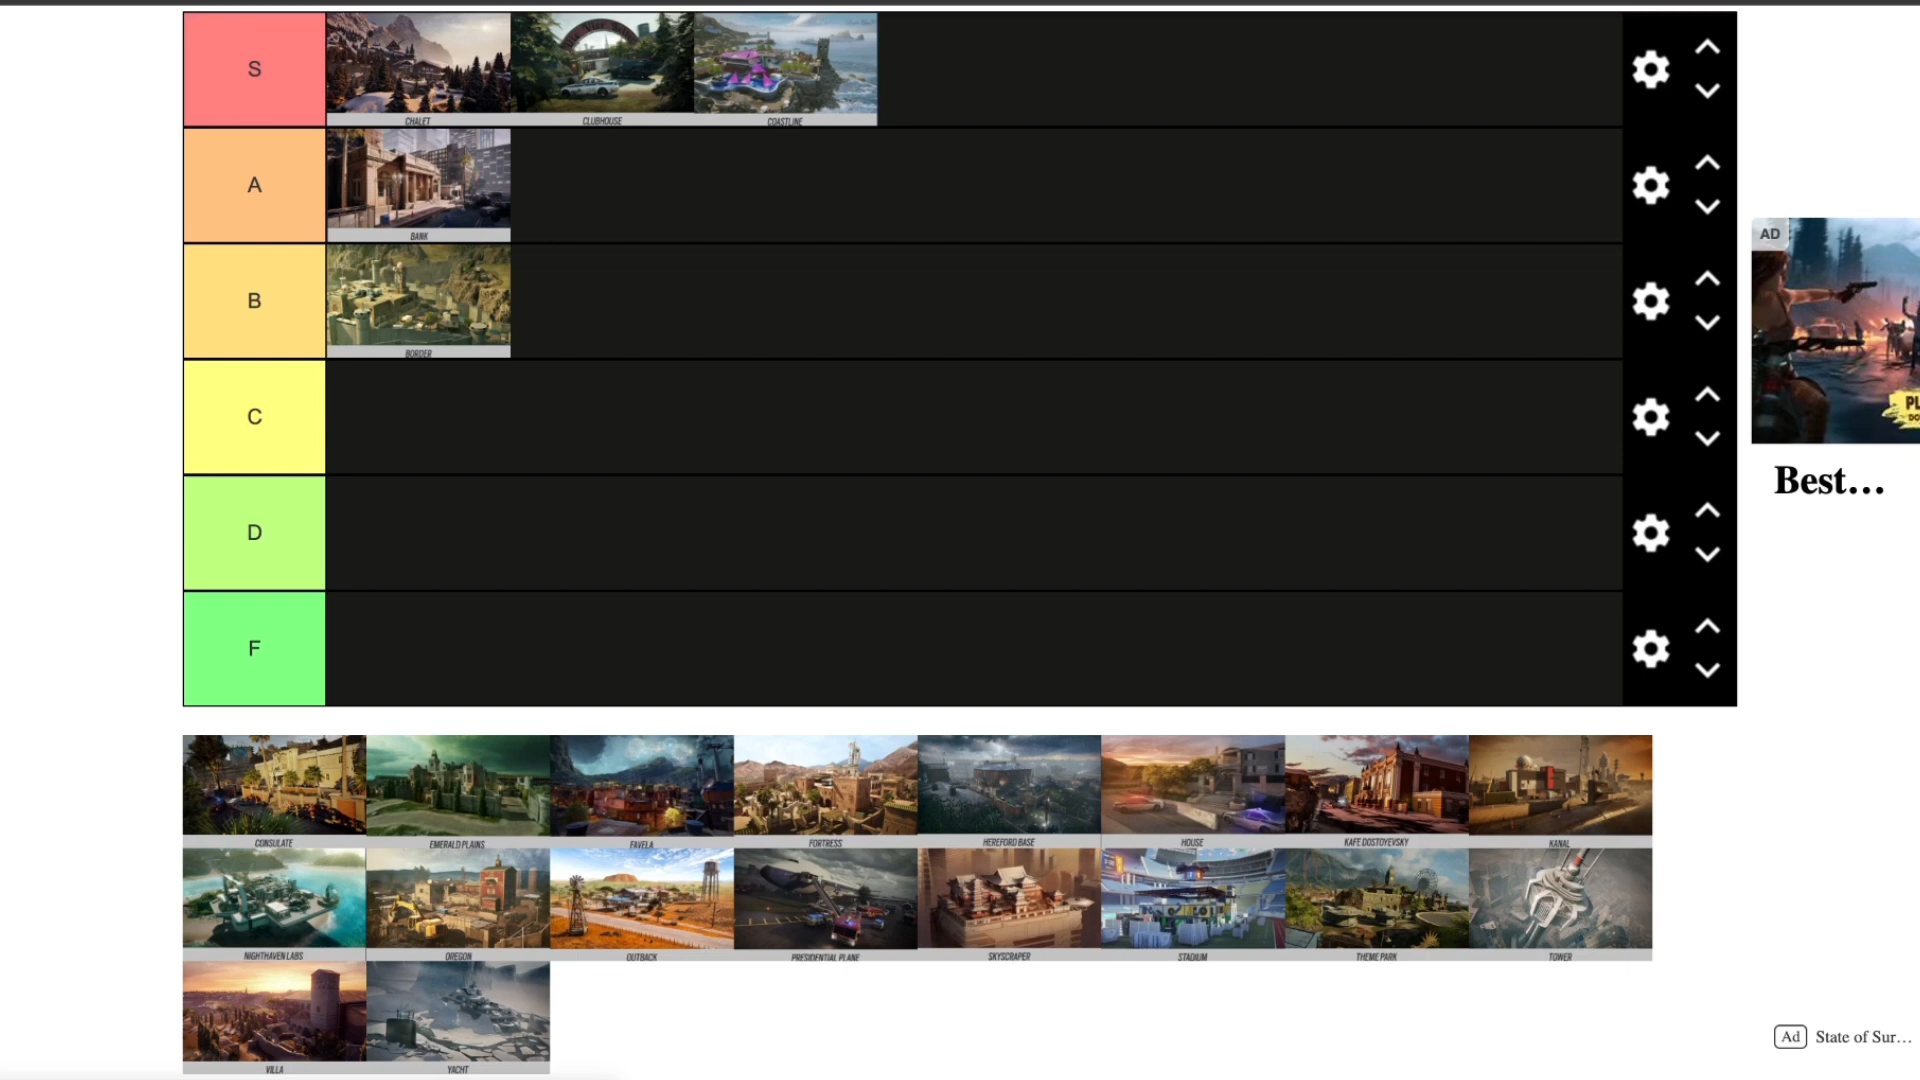 S
CHALET
CLUBHOUSE
COASTLINE
A
BANK
B
BORDER
C
D
F
AD
Best...
CONSULATE
EMERALD PLAINS
FAVELA
FORTRESS
HEREFORD BASE
HOUSE
KAFE DOSTOYEVSKY
KANAL
NIGHTHAVEN LABS
OREGON
OUTBACK
PRESIDENTIAL PLANE
SKYSCRAPER
STADIUM
THEME PARK
TOWER
VILLA
YACHT
Ad State of Sur...